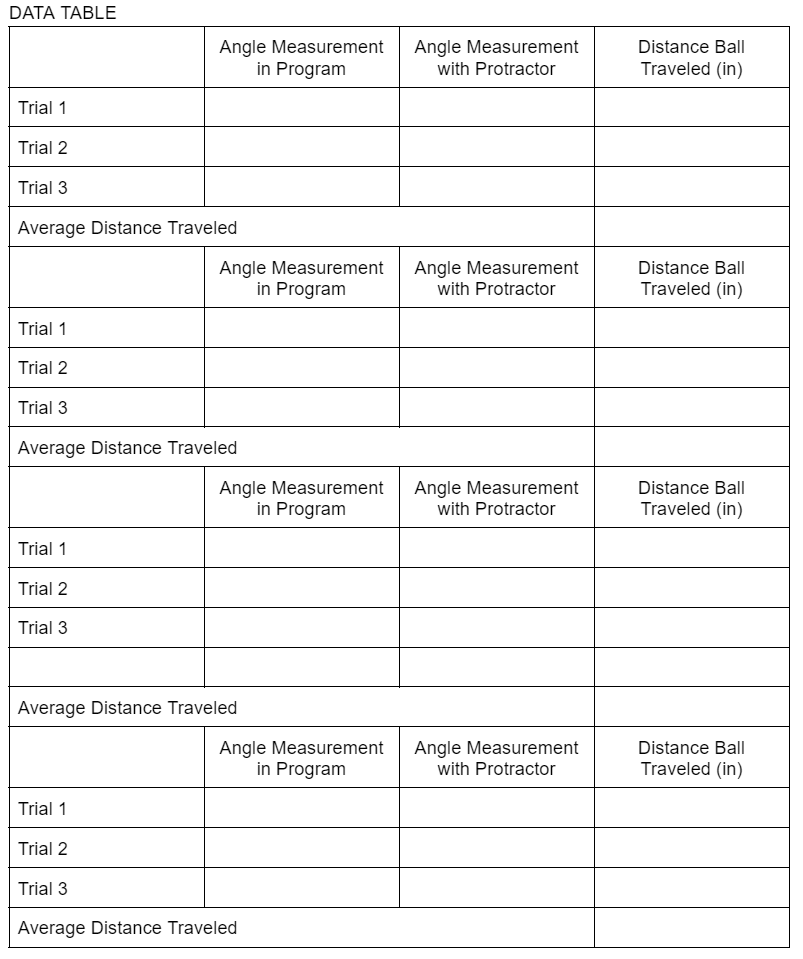 DATA TABLE
Angle Measurement in Program
Angle Measurement with Protractor
Distance Ball Traveled (in)
Trial 1
Trial 2
Trial 3
Average Distance Traveled
Angle Measurement in Program
Angle Measurement with Protractor
Distance Ball Traveled (in)
Trial 1
Trial 2
Trial 3
Average Distance Traveled
Angle Measurement in Program
Angle Measurement with Protractor
Distance Ball Traveled (in)
Trial 1
Trial 2
Trial 3
Average Distance Traveled
Angle Measurement in Program
Angle Measurement with Protractor
Distance Ball Traveled (in)
Trial 1
Trial 2
Trial 3
Average Distance Traveled